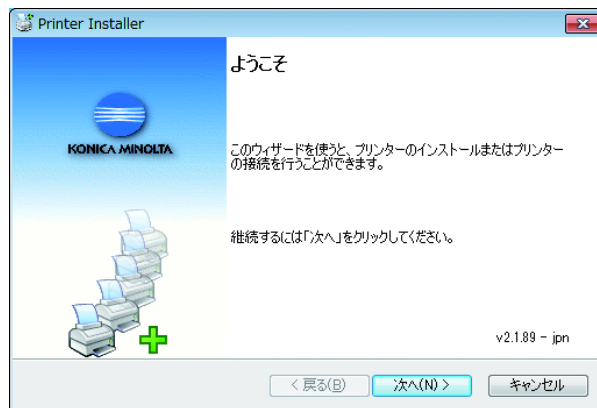 Printer Installer
ようこそ
KONICA MINOLTA
このウィザードを使うと、プリンターのインストールまたはプリンター
の接続を行うことができます。
継続するには「次へ」をクリックしてください。
v2.1.89 - jpn
< 戻る(B)
次へ(N) >
キャンセル